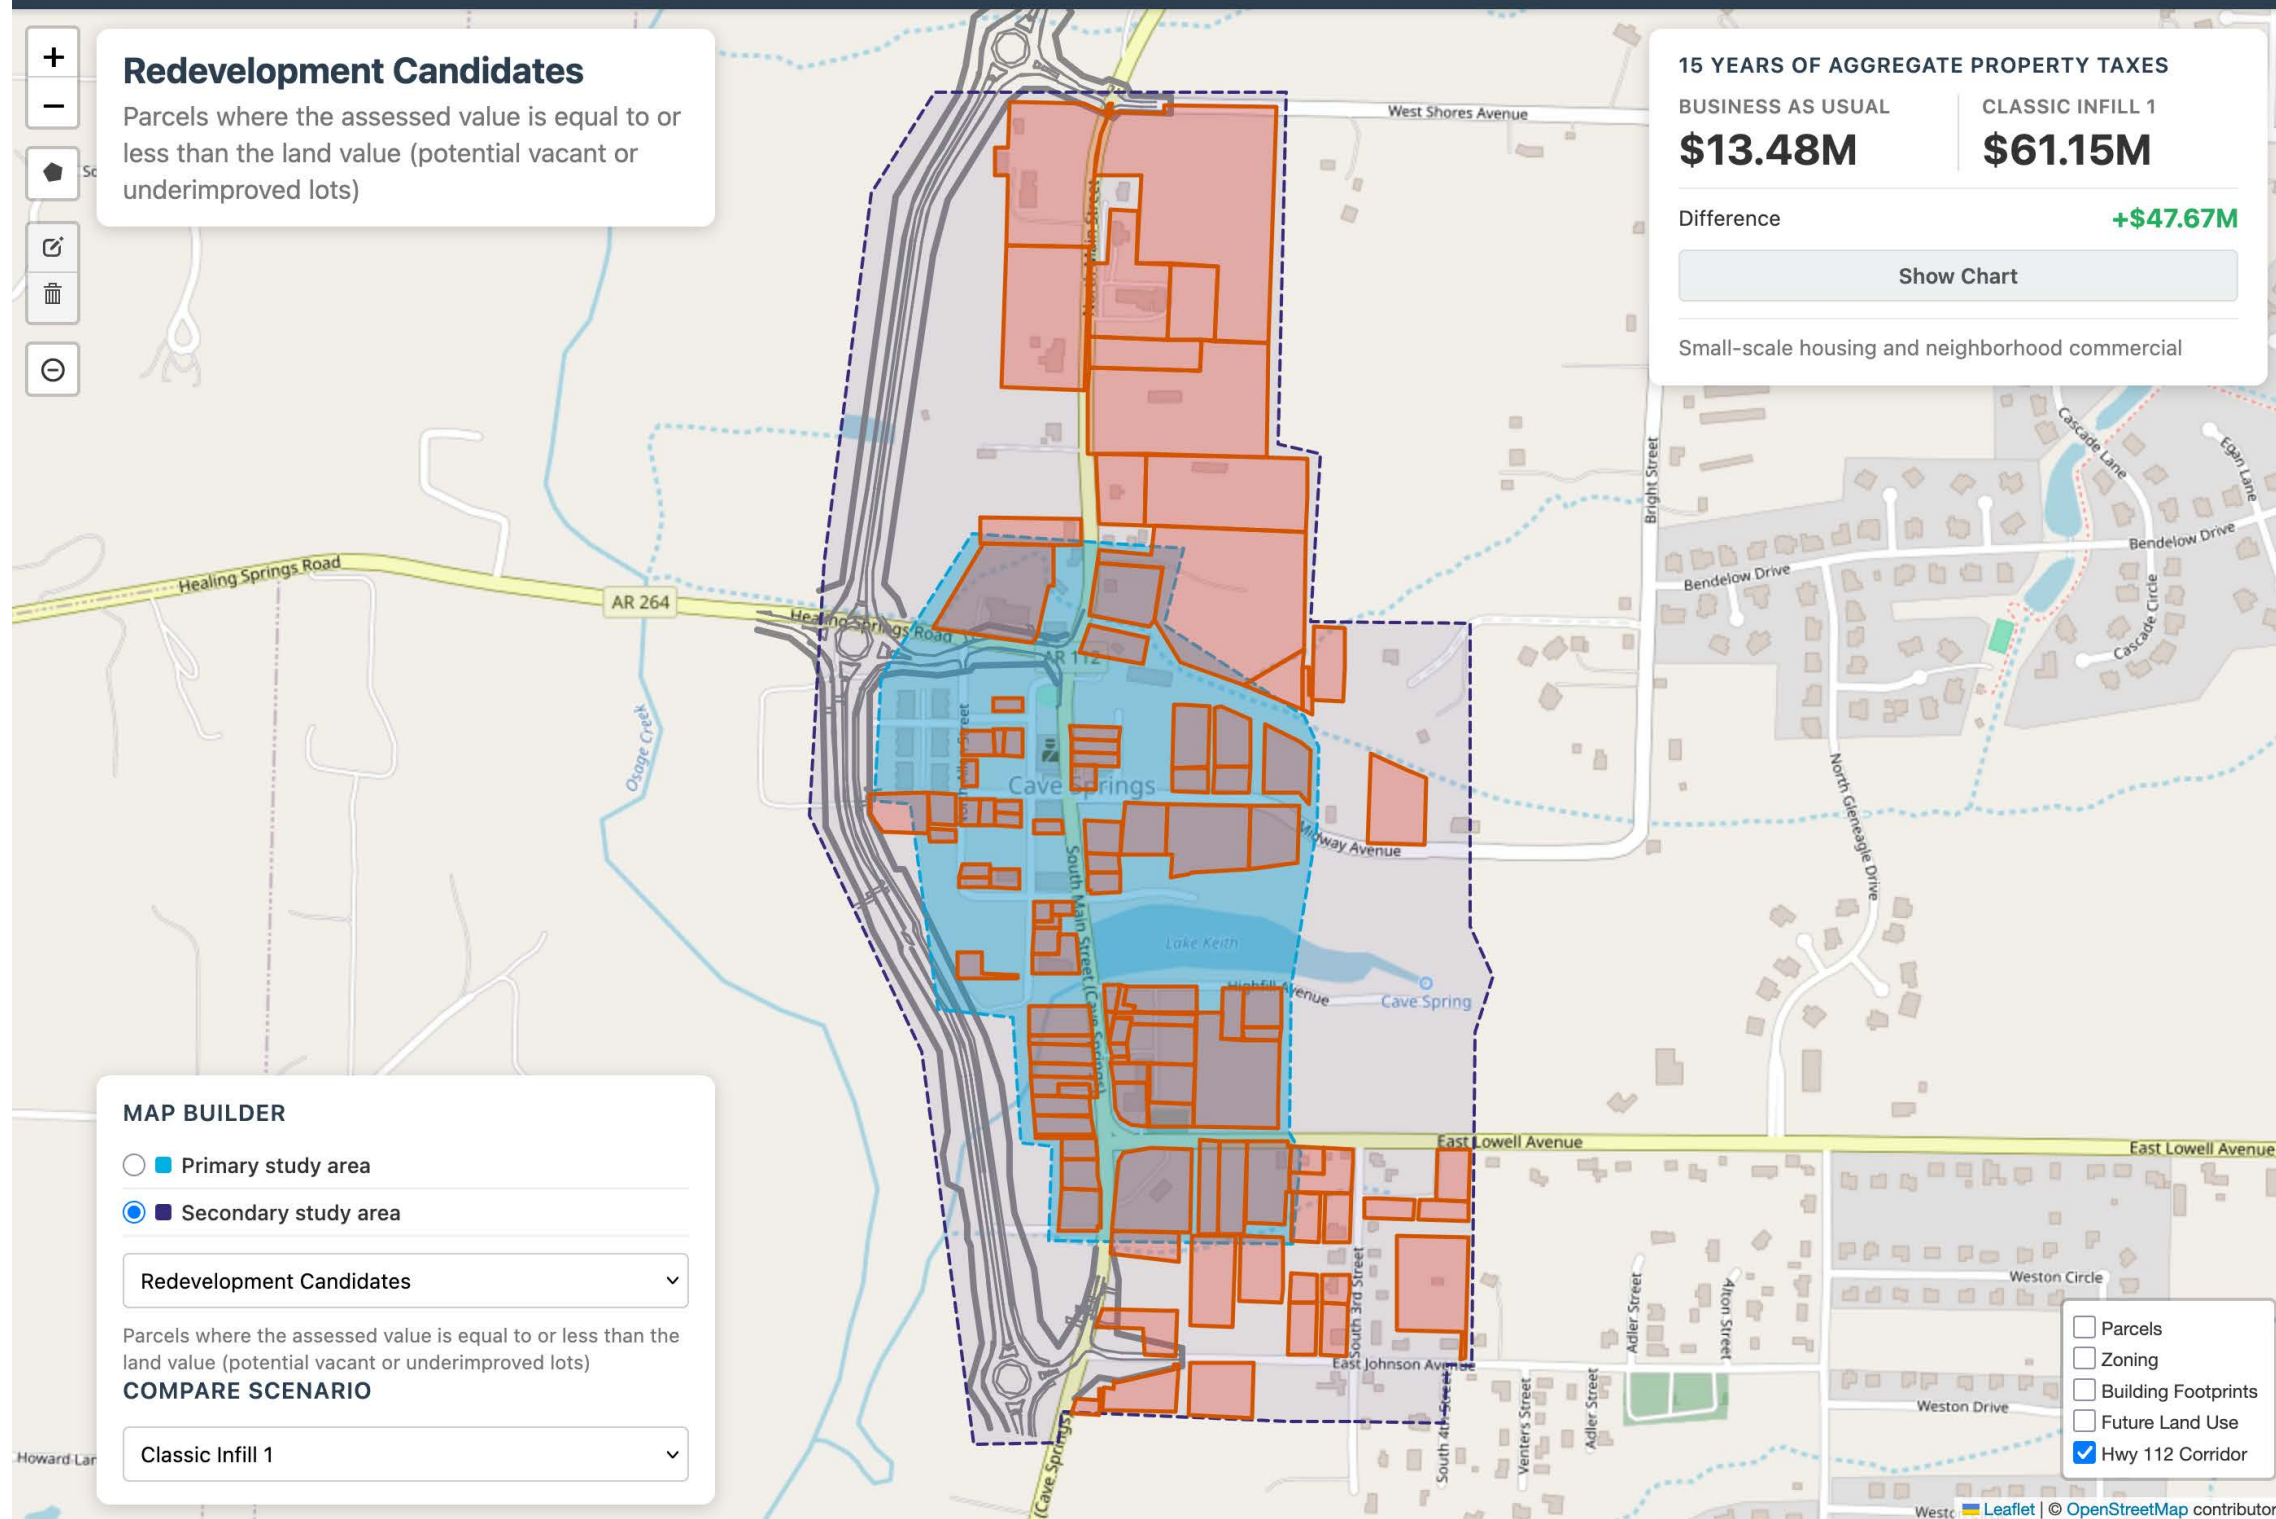 +
−
Redevelopment Candidates
Parcels where the assessed value is equal to or
less than the land value (potential vacant or
underimproved lots)
15 YEARS OF AGGREGATE PROPERTY TAXES
BUSINESS AS USUAL
$13.48M
CLASSIC INFILL 1
$61.15M
Difference
+$47.67M
Show Chart
Small-scale housing and neighborhood commercial
West Shores Avenue
North Main Street
Bright Street
Cascade Lane
Egan Lane
Bendelow Drive
Bendelow Drive
Cascade Circle
Healing Springs Road
AR 264
Healing Springs Road
AR 112
Osage Creek
Cave Springs
Midway Avenue
North Gleneagle Drive
South Main Street (Cave Springs)
Lake Keith
Highfill Avenue
Cave Spring
East Lowell Avenue
East Lowell Avenue
MAP BUILDER
Primary study area
Secondary study area
Redevelopment Candidates
Parcels where the assessed value is equal to or less than the
land value (potential vacant or underimproved lots)
COMPARE SCENARIO
Classic Infill 1
South 3rd Street
East Johnson Avenue
South 4th Street
Venters Street
Adler Street
Adler Street
Alton Street
Weston Circle
Weston Drive
(Cave Springs)
Parcels
Zoning
Building Footprints
Future Land Use
Hwy 112 Corridor
Leaflet | © OpenStreetMap contributor